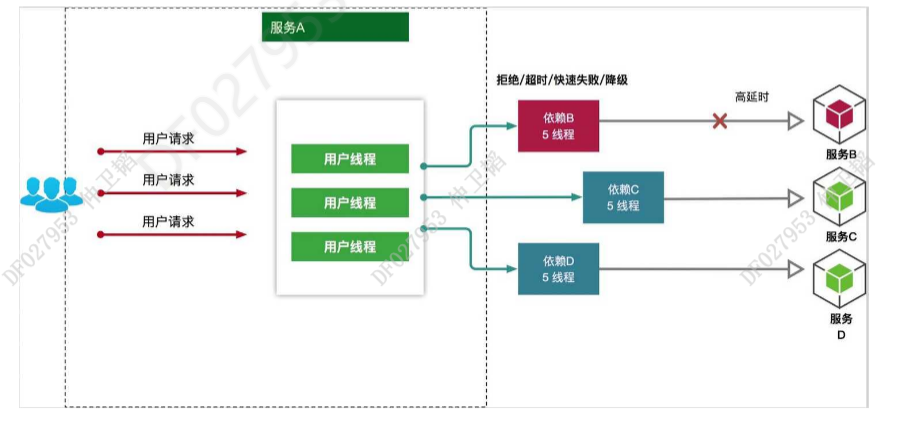 服务A
拒绝/超时/快速失败/降级
高延时
依赖B
5 线程
服务B
用户请求
用户线程
用户请求
用户线程
依赖C
5 线程
服务C
用户请求
用户线程
依赖D
5 线程
服务
D
DF027953
DF027953 仲卫韬
DF027953 仲卫韬
DF027953 仲卫韬